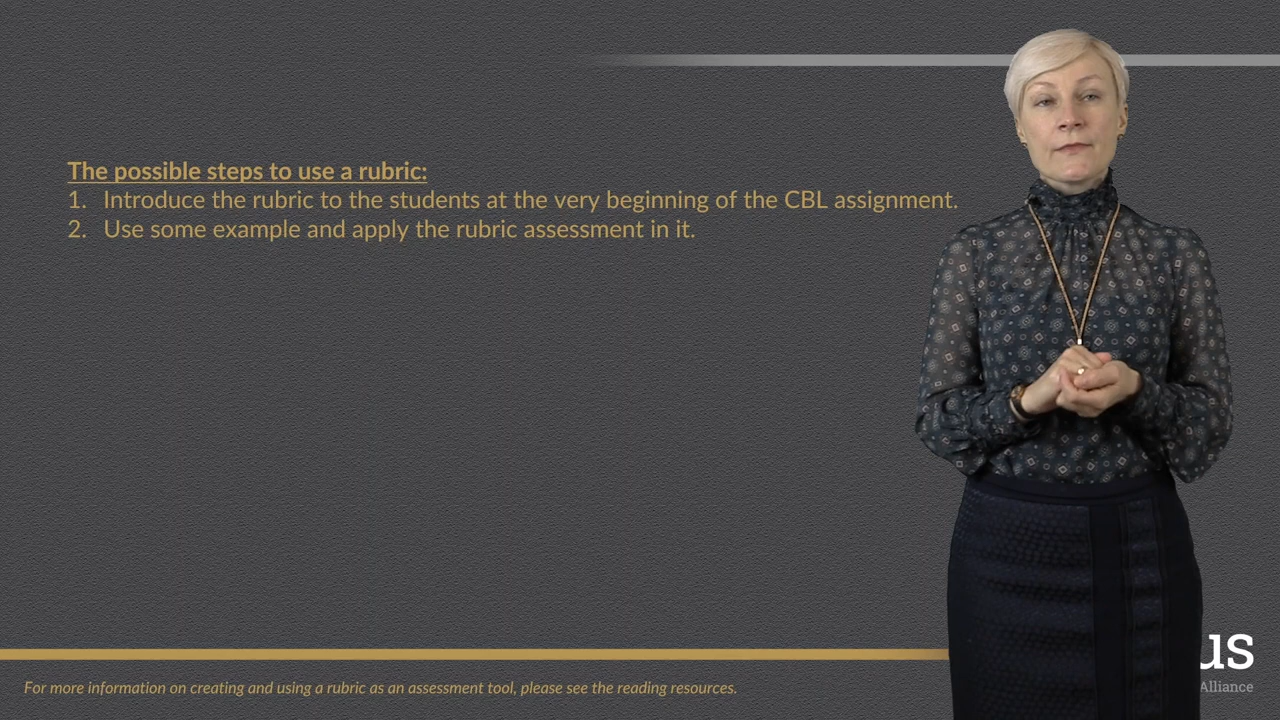 The possible steps to use a rubric:
1. Introduce the rubric to the students at the very beginning of the CBL assignment.
2. Use some example and apply the rubric assessment in it.
us
Alliance
For more information on creating and using a rubric as an assessment tool, please see the reading resources.